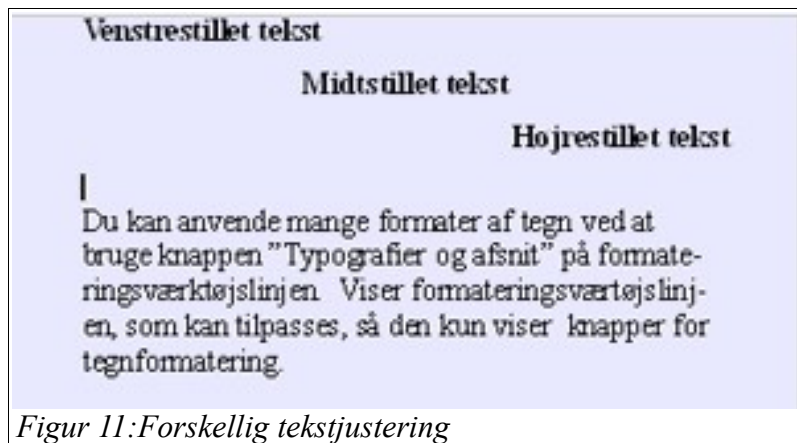 Venstrestillet tekst
Midtstillet tekst
Hojrestillet tekst
Du kan anvende mange formater af tegn ved at
bruge knappen ”Typografier og afsnit” på formate-
ringsværktøjslinjen Viser formateringsværtøjslinj-
en, som kan tilpasses, så den kun viser knapper for
tegnformatering.
Figur 11:Forskellig tekstjustering